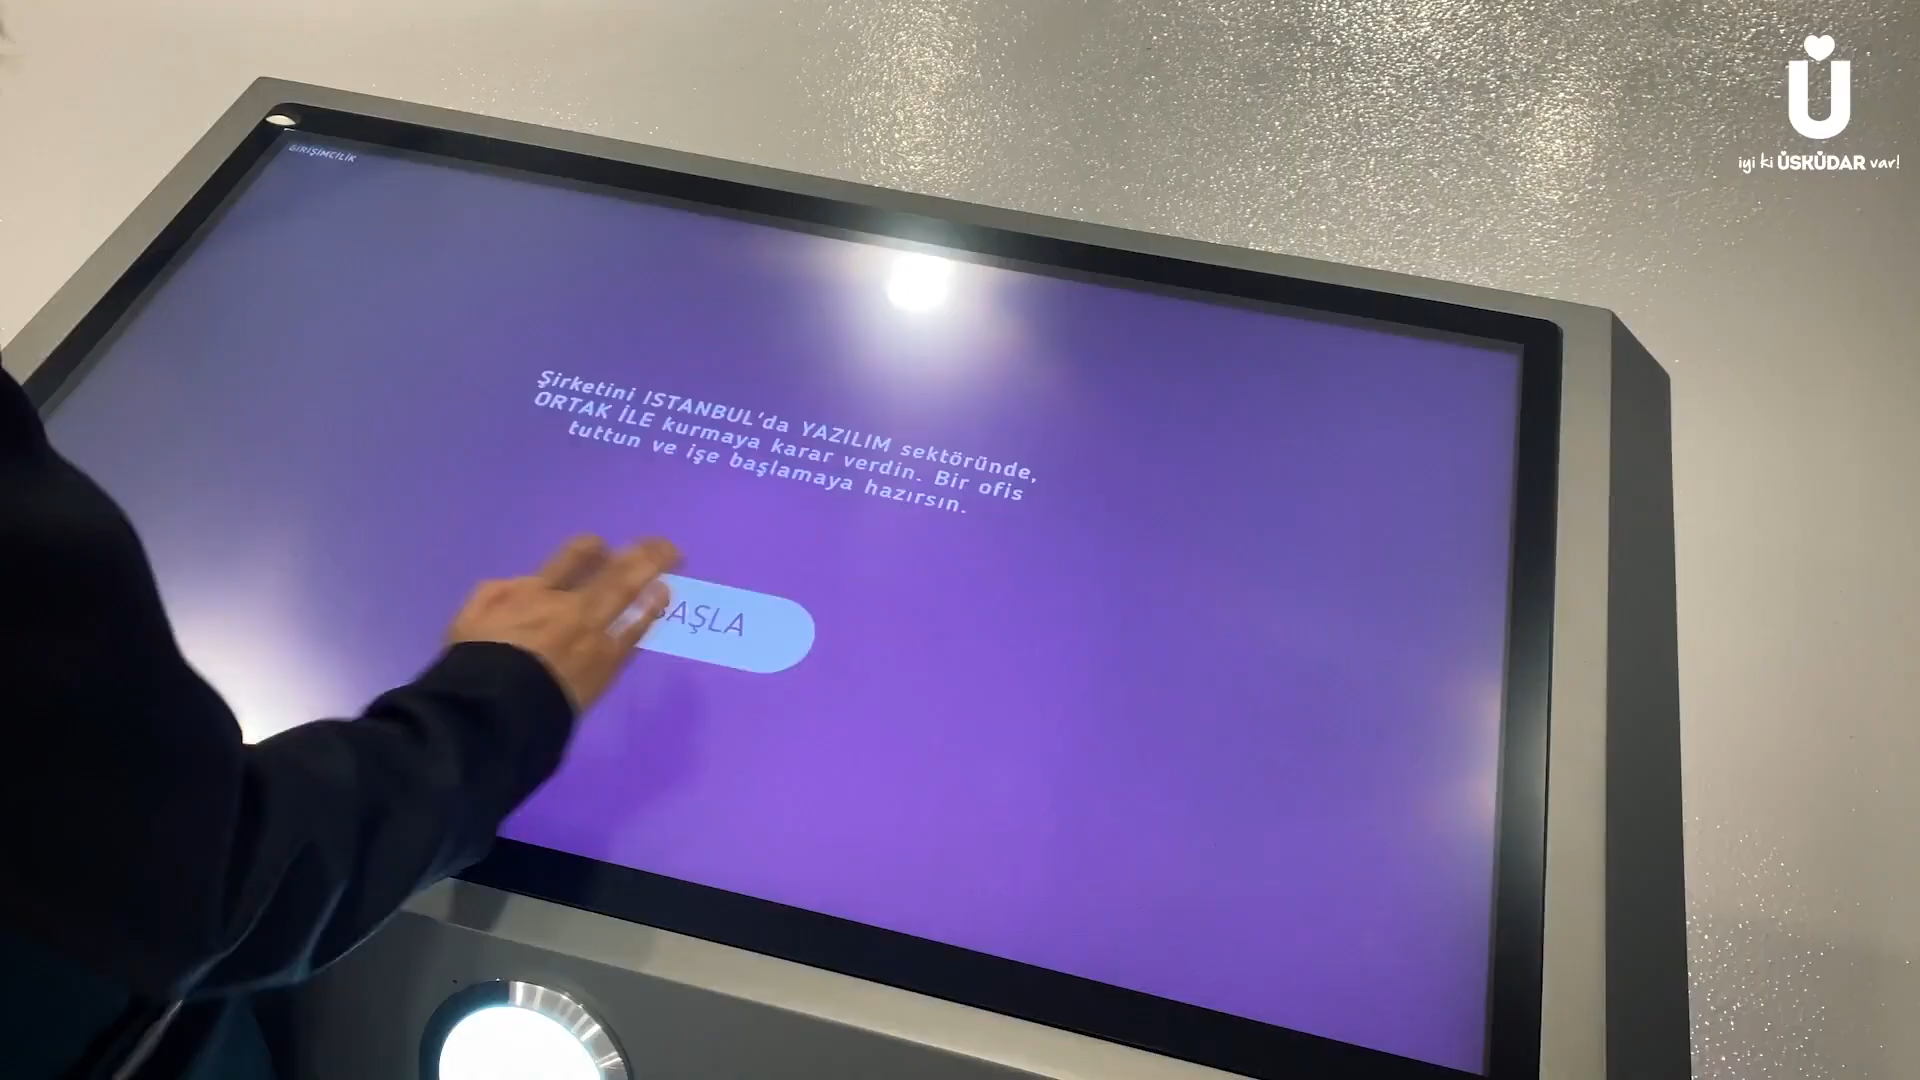 GİRİŞİMCİLİK
Şirketini ISTANBUL'da YAZILIM sektöründe,
ORTAK İLE kurmaya karar verdin. Bir ofis
tuttun ve işe başlamaya hazırsın.
BAŞLA
Ü
iyi ki ÜSKÜDAR var!